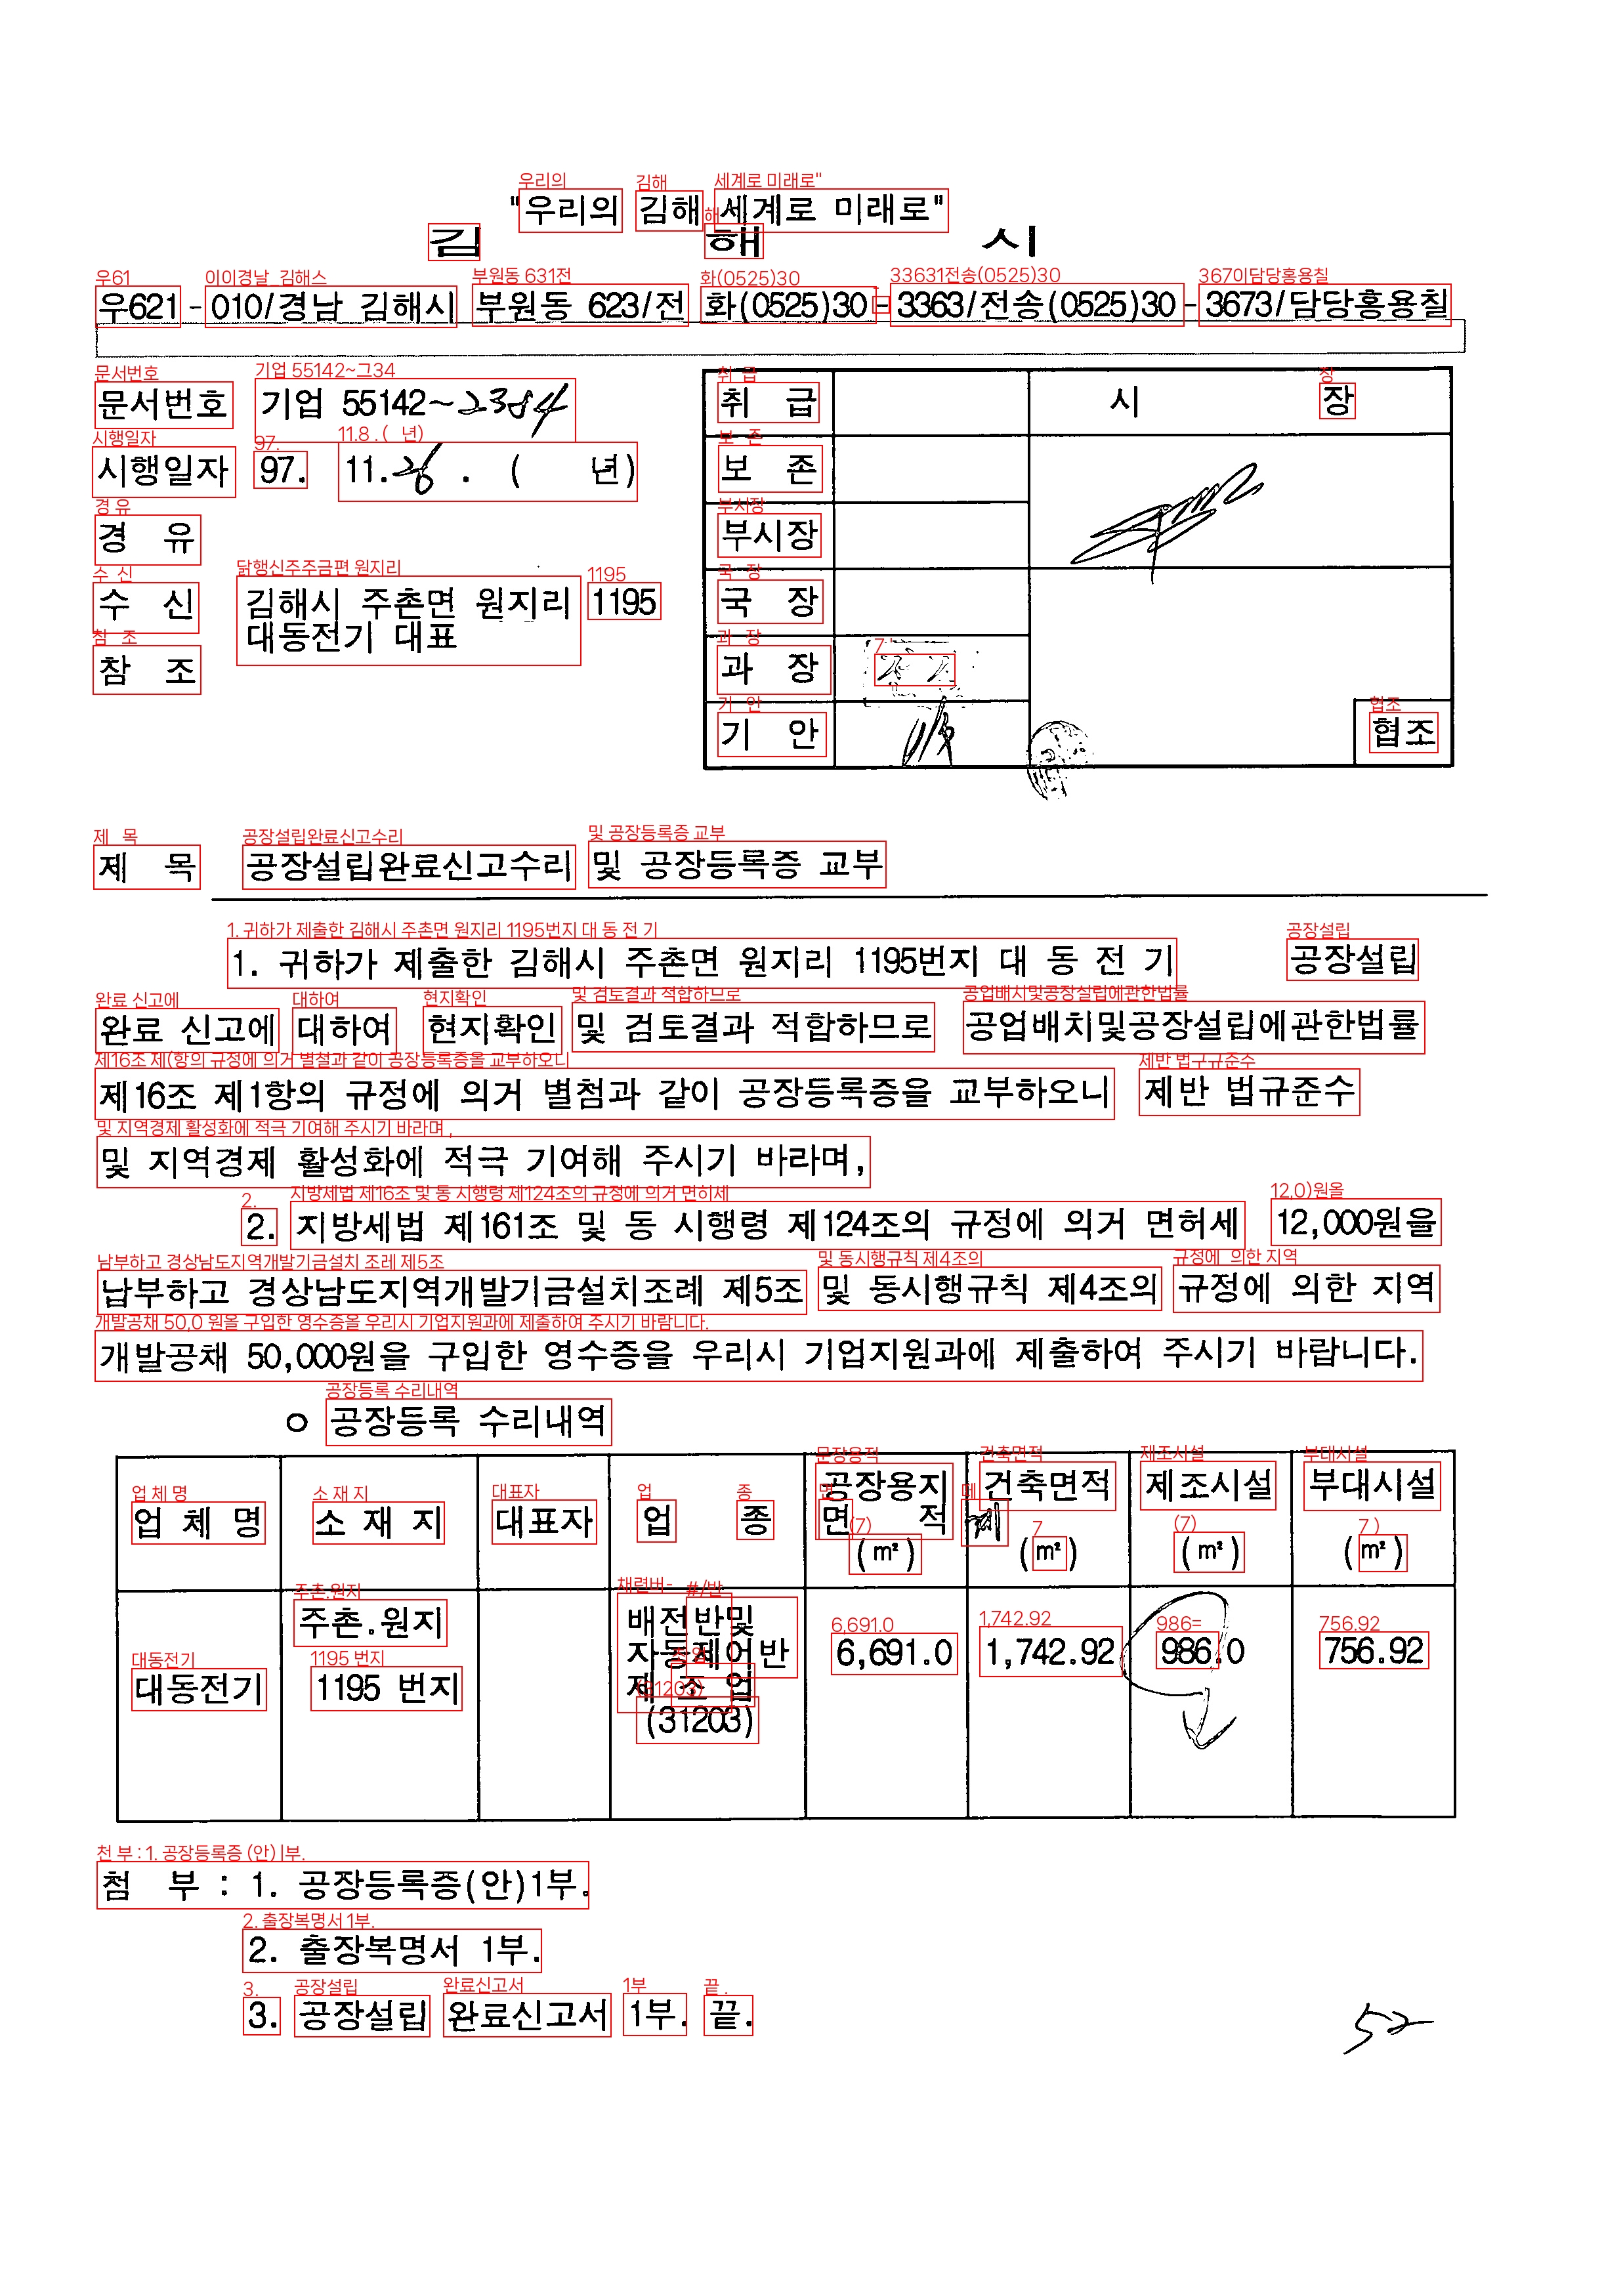 "우리의 김해 세계로 미래로"
김 해 시
우621-010/경남 김해시 부원동 623/전화(0525)30-3363/전송(0525)30-3673/담당홍용칠
문서번호 기업 55142~2384
시행일자 97. 11. 26. ( 년)
경 유
수 신 김해시 주촌면 원지리 1195
대동전기 대표
참 조
취 급 시 장
보 존
부시장
국 장
과 장
기 안 협조
제 목 공장설립완료신고수리 및 공장등록증 교부
1. 귀하가 제출한 김해시 주촌면 원지리 1195번지 대 동 전 기 공장설립
완료 신고에 대하여 현지확인 및 검토결과 적합하므로 공업배치및공장설립에관한법률
제16조 제1항의 규정에 의거 별첨과 같이 공장등록증을 교부하오니 제반 법규준수
및 지역경제 활성화에 적극 기여해 주시기 바라며,
2. 지방세법 제161조 및 동 시행령 제124조의 규정에 의거 면허세 12,000원을
납부하고 경상남도지역개발기금설치조례 제5조 및 동시행규칙 제4조의 규정에 의한 지역
개발공채 50,000원을 구입한 영수증을 우리시 기업지원과에 제출하여 주시기 바랍니다.
ㅇ 공장등록 수리내역
업 체 명 소 재 지 대표자 업 종 공장용지면 적(㎡) 건축면적(㎡) 제조시설(㎡) 부대시설(㎡)
대동전기 주촌.원지 1195 번지 배전반및 자동제어반 제 조 업 (31203) 6,691.0 1,742.92 986.0 756.92
첨 부 : 1. 공장등록증(안)1부.
2. 출장복명서 1부.
3. 공장설립 완료신고서 1부. 끝.
52